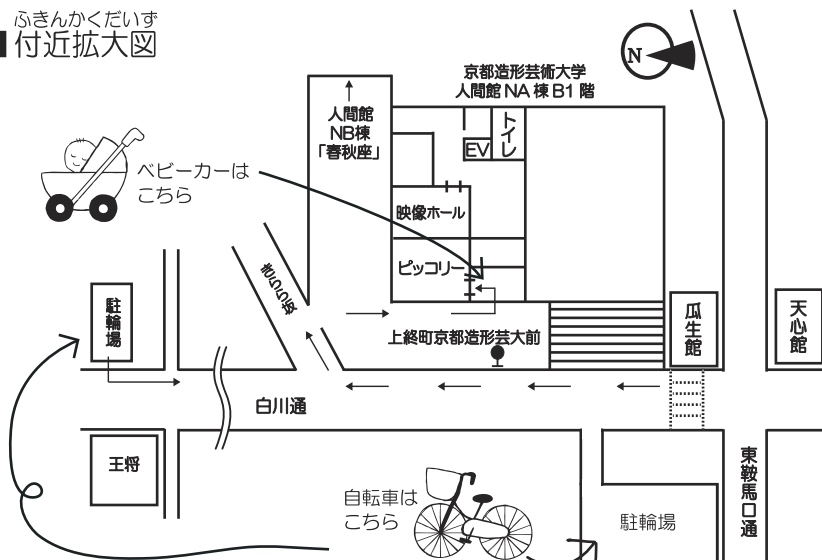 ふきんかくだいず
付近拡大図
N
京都造形芸術大学
人間館 NA 棟 B1 階
人間館
NB棟
「春秋座」
トイレ
EV
ベビーカーは
こちら
映像ホール
ピッコリー
きらら坂
駐輪場
上終町京都造形芸大前
瓜生館
天心館
白川通
王将
自転車は
こちら
駐輪場
東鞍馬口通